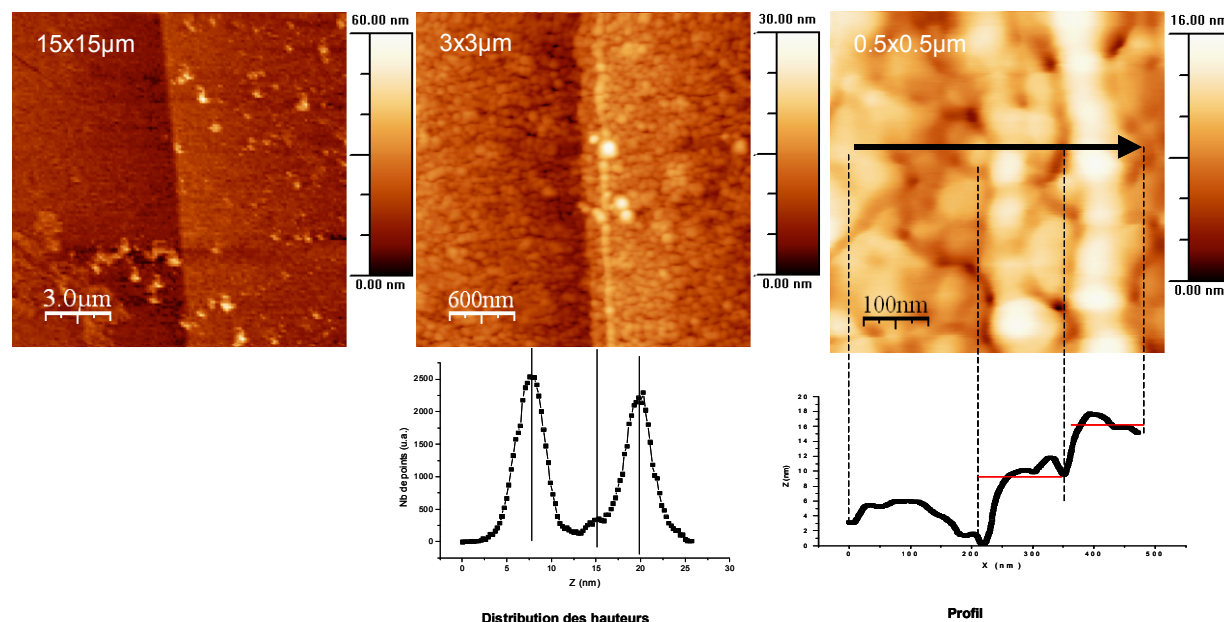 15x15µm
60.00 nm
0.00 nm
3.0µm
3x3µm
30.00 nm
0.00 nm
600nm
0.5x0.5µm
16.00 nm
0.00 nm
100nm
Nb de points (u.a.)
2500
2000
1500
1000
500
0
0 5 10 15 20 25 30
Z (nm)
Distribution des hauteurs
Z(nm)
20
18
16
14
12
10
8
6
4
2
0
0 100 200 300 400 500
X (nm)
Profil